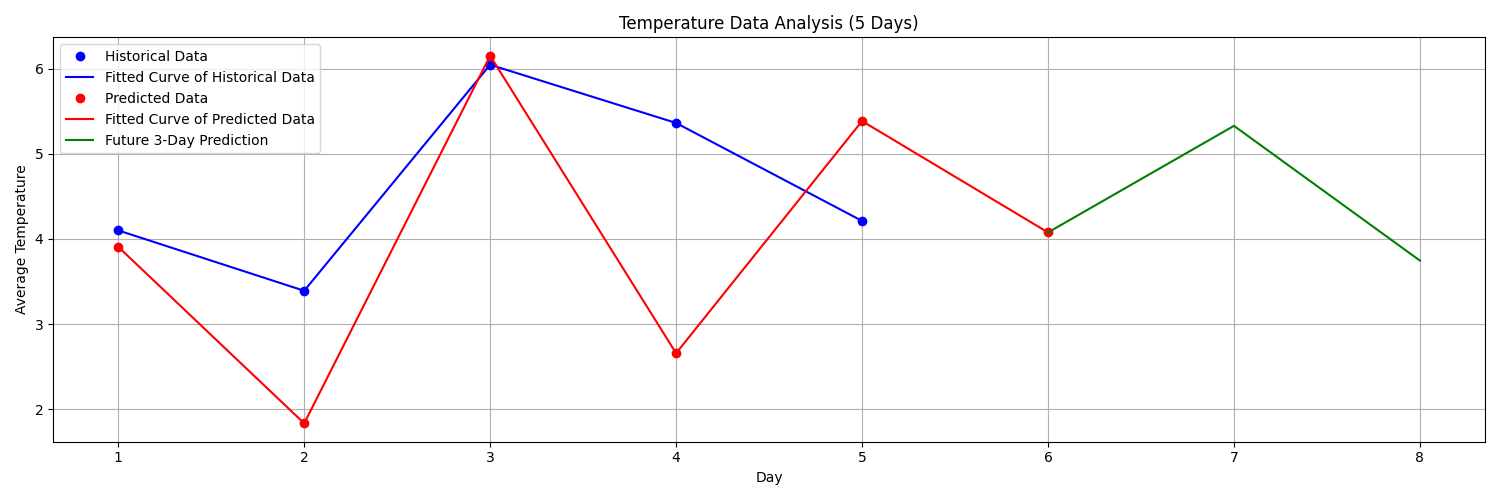 Temperature Data Analysis (5 Days)
Historical Data
Fitted Curve of Historical Data
Predicted Data
Fitted Curve of Predicted Data
Future 3-Day Prediction
Average Temperature
6
5
4
3
2
1 2 3 4 5 6 7 8
Day